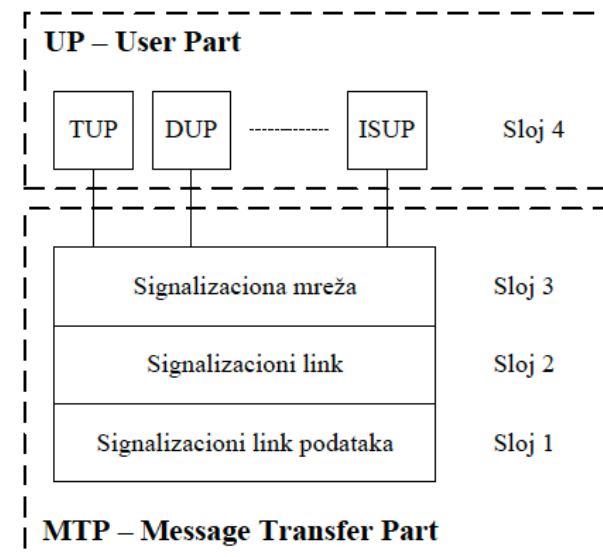 UP – User Part
TUP DUP ISUP Sloj 4
Signalizaciona mreža Sloj 3
Signalizacioni link Sloj 2
Signalizacioni link podataka Sloj 1
MTP – Message Transfer Part